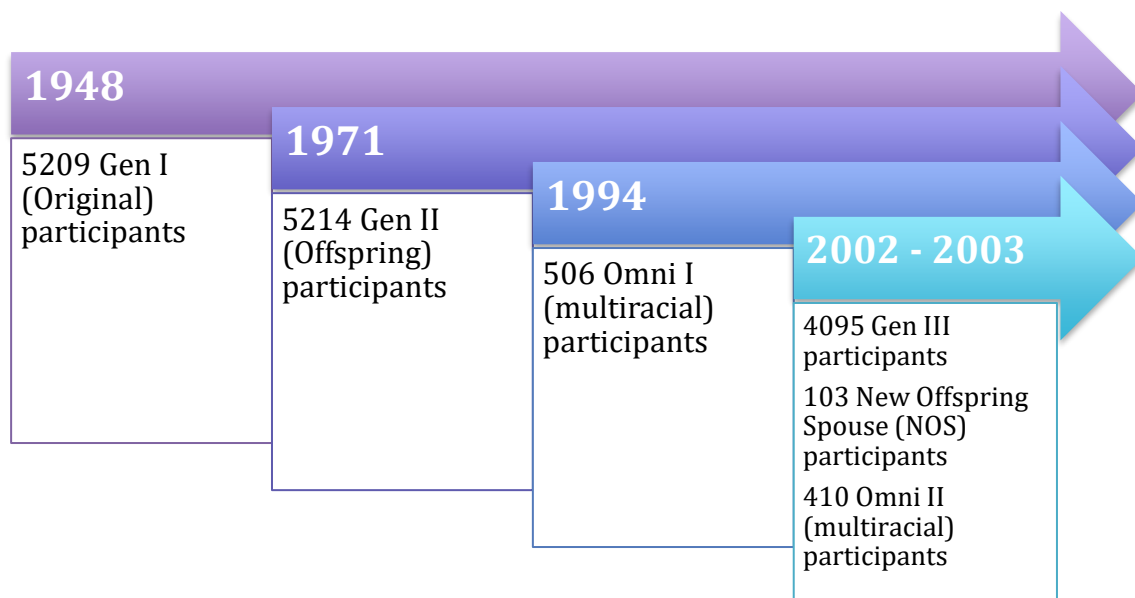 1948
5209 Gen I
(Original)
participants
1971
5214 Gen II
(Offspring)
participants
1994
506 Omni I
(multiracial)
participants
2002 - 2003
4095 Gen III
participants
103 New Offspring
Spouse (NOS)
participants
410 Omni II
(multiracial)
participants